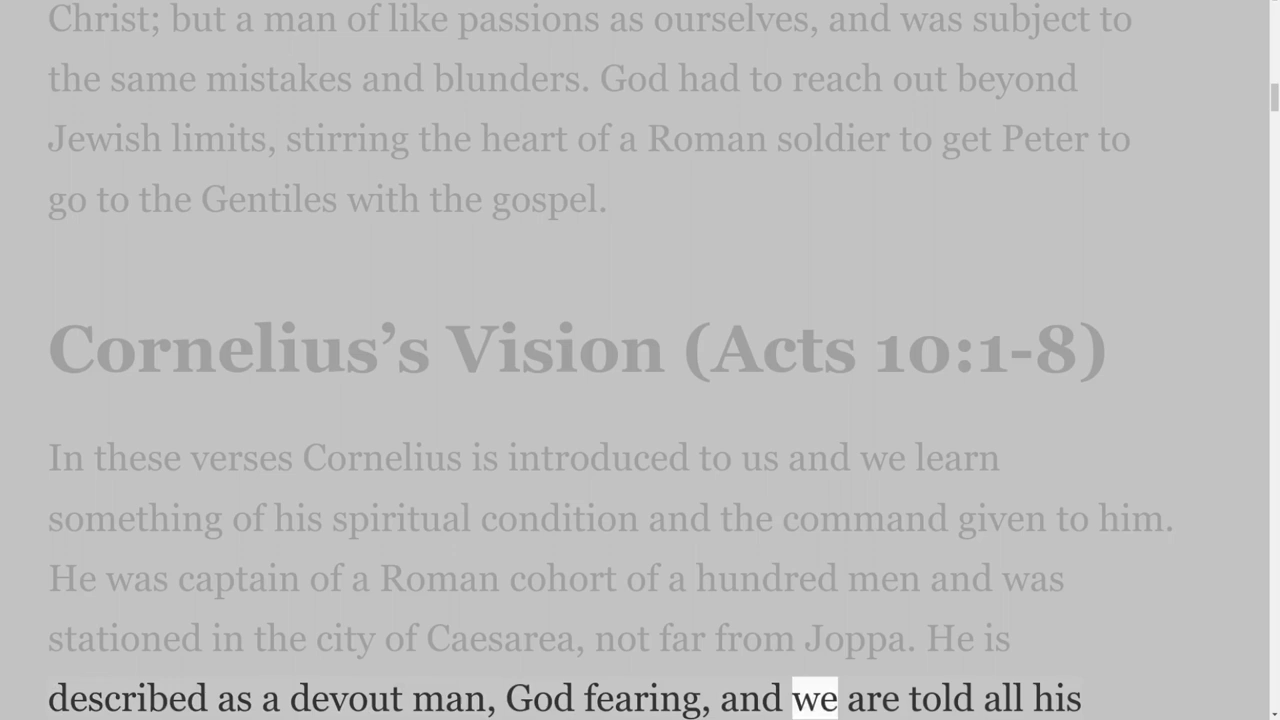 Christ; but a man of like passions as ourselves, and was subject to
the same mistakes and blunders. God had to reach out beyond
Jewish limits, stirring the heart of a Roman soldier to get Peter to
go to the Gentiles with the gospel.
Cornelius’s Vision (Acts 10:1-8)
In these verses Cornelius is introduced to us and we learn
something of his spiritual condition and the command given to him.
He was captain of a Roman cohort of a hundred men and was
stationed in the city of Caesarea, not far from Joppa. He is
described as a devout man, God fearing, and we are told all his